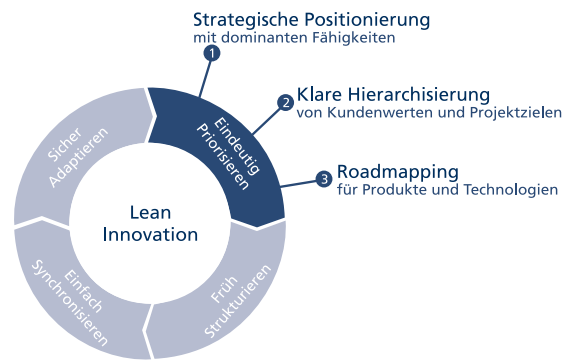 Strategische Positionierung
mit dominanten Fähigkeiten
1
2
Klare Hierarchisierung
von Kundenwerten und Projektzielen
3
Roadmapping
für Produkte und Technologien
Eindeutig
Priorisieren
Sicher
Adaptieren
Lean
Innovation
Einfach
Synchronisieren
Früh
Strukturieren